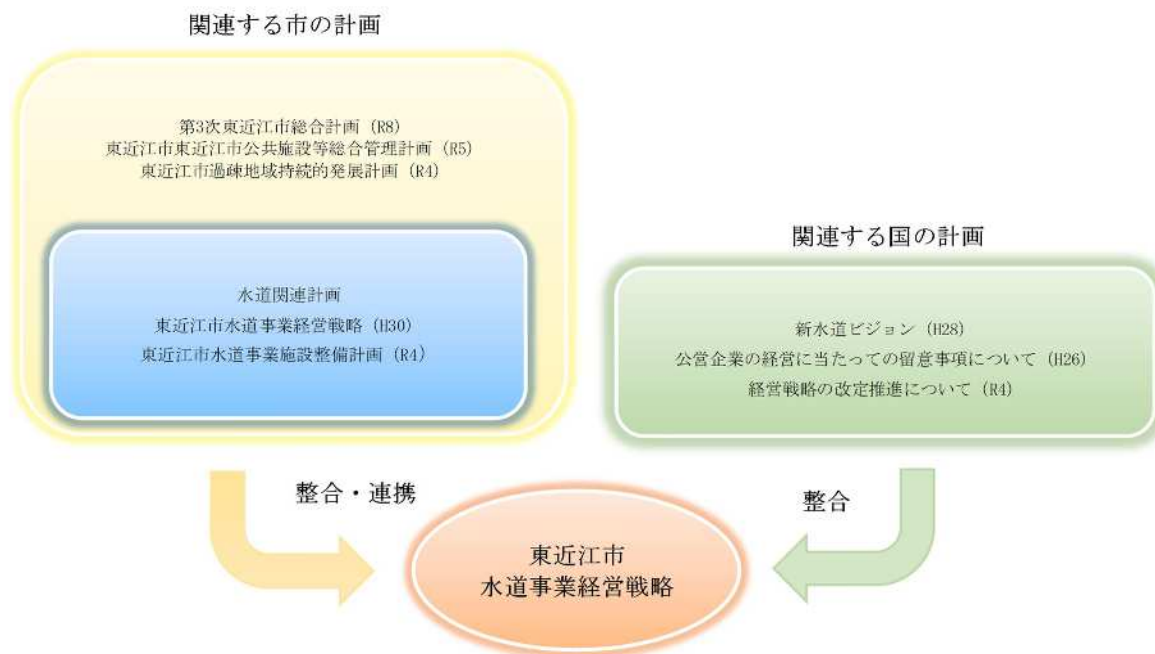 関連する市の計画
第3次東近江市総合計画 (R8)
東近江市東近江市公共施設等総合管理計画 (R5)
東近江市過疎地域持続的発展計画 (R4)
水道関連計画
東近江市水道事業経営戦略 (H30)
東近江市水道事業施設整備計画 (R4)
関連する国の計画
新水道ビジョン (H28)
公営企業の経営に当たっての留意事項について (H26)
経営戦略の改定推進について (R4)
整合・連携
整合
東近江市
水道事業経営戦略